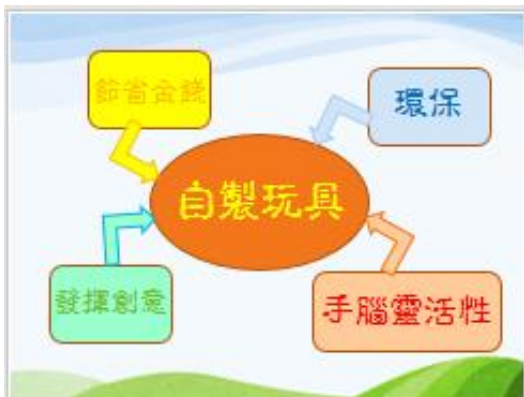 節省金錢
環保
自製玩具
發揮創意
手腦靈活性